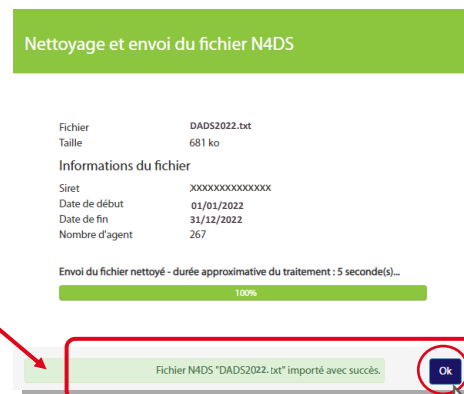 Nettoyage et envoi du fichier N4DS
Fichier DADS2022.txt
Taille 681 ko
Informations du fichier
Siret XXXXXXXXXXXXXX
Date de début 01/01/2022
Date de fin 31/12/2022
Nombre d'agent 267
Envoi du fichier nettoyé - durée approximative du traitement : 5 seconde(s)...
100%
Fichier N4DS "DADS2022.txt" importé avec succès.
Ok